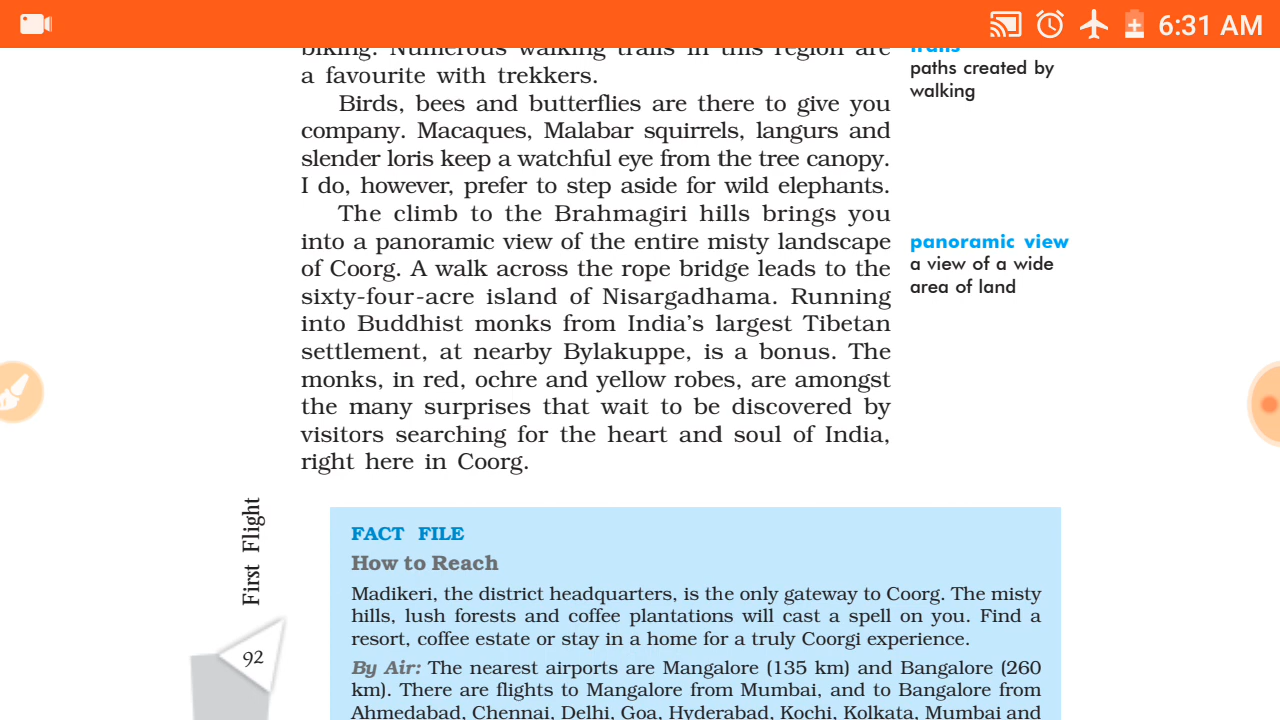 6:31 AM
biking. Numerous walking trails in this region are
a favourite with trekkers.
trails
paths created by
walking
Birds, bees and butterflies are there to give you
company. Macaques, Malabar squirrels, langurs and
slender loris keep a watchful eye from the tree canopy.
I do, however, prefer to step aside for wild elephants.
The climb to the Brahmagiri hills brings you
into a panoramic view of the entire misty landscape
of Coorg. A walk across the rope bridge leads to the
sixty-four-acre island of Nisargadhama. Running
into Buddhist monks from India's largest Tibetan
settlement, at nearby Bylakuppe, is a bonus. The
monks, in red, ochre and yellow robes, are amongst
the many surprises that wait to be discovered by
visitors searching for the heart and soul of India,
right here in Coorg.
panoramic view
a view of a wide
area of land
First Flight
92
FACT FILE
How to Reach
Madikeri, the district headquarters, is the only gateway to Coorg. The misty
hills, lush forests and coffee plantations will cast a spell on you. Find a
resort, coffee estate or stay in a home for a truly Coorgi experience.
By Air: The nearest airports are Mangalore (135 km) and Bangalore (260
km). There are flights to Mangalore from Mumbai, and to Bangalore from
Ahmedabad, Chennai, Delhi, Goa, Hyderabad, Kochi, Kolkata, Mumbai and